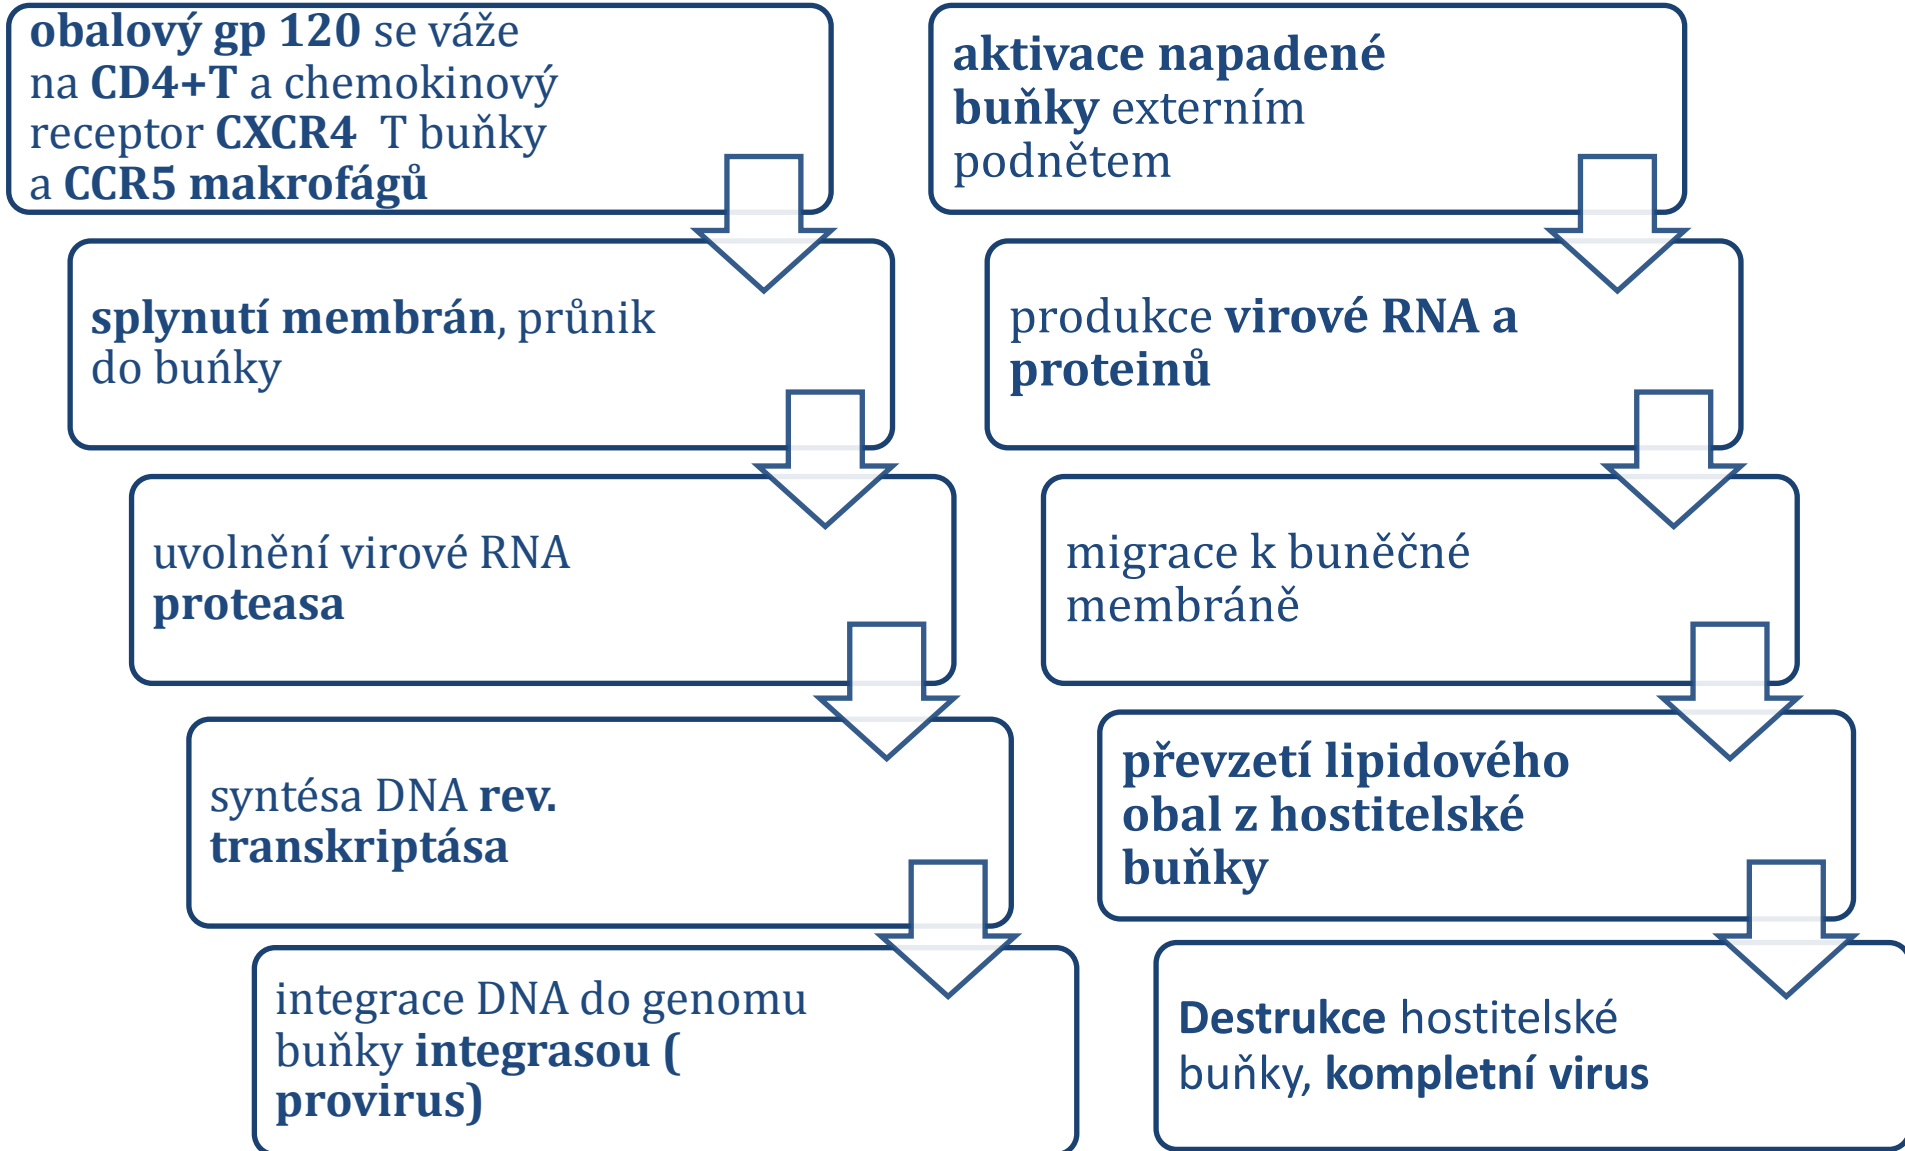 obalový gp 120 se váže
na CD4+T a chemokinový
receptor CXCR4 T buňky
a CCR5 makrofágů
splynutí membrán, průnik
do buńky
uvolnění virové RNA
proteasa
syntésa DNA rev.
transkriptása
integrace DNA do genomu
buňky integrasou (
provirus)
aktivace napadené
buňky externím
podnětem
produkce virové RNA a
proteinů
migrace k buněčné
membráně
převzetí lipidového
obal z hostitelské
buňky
Destrukce hostitelské
buňky, kompletní virus